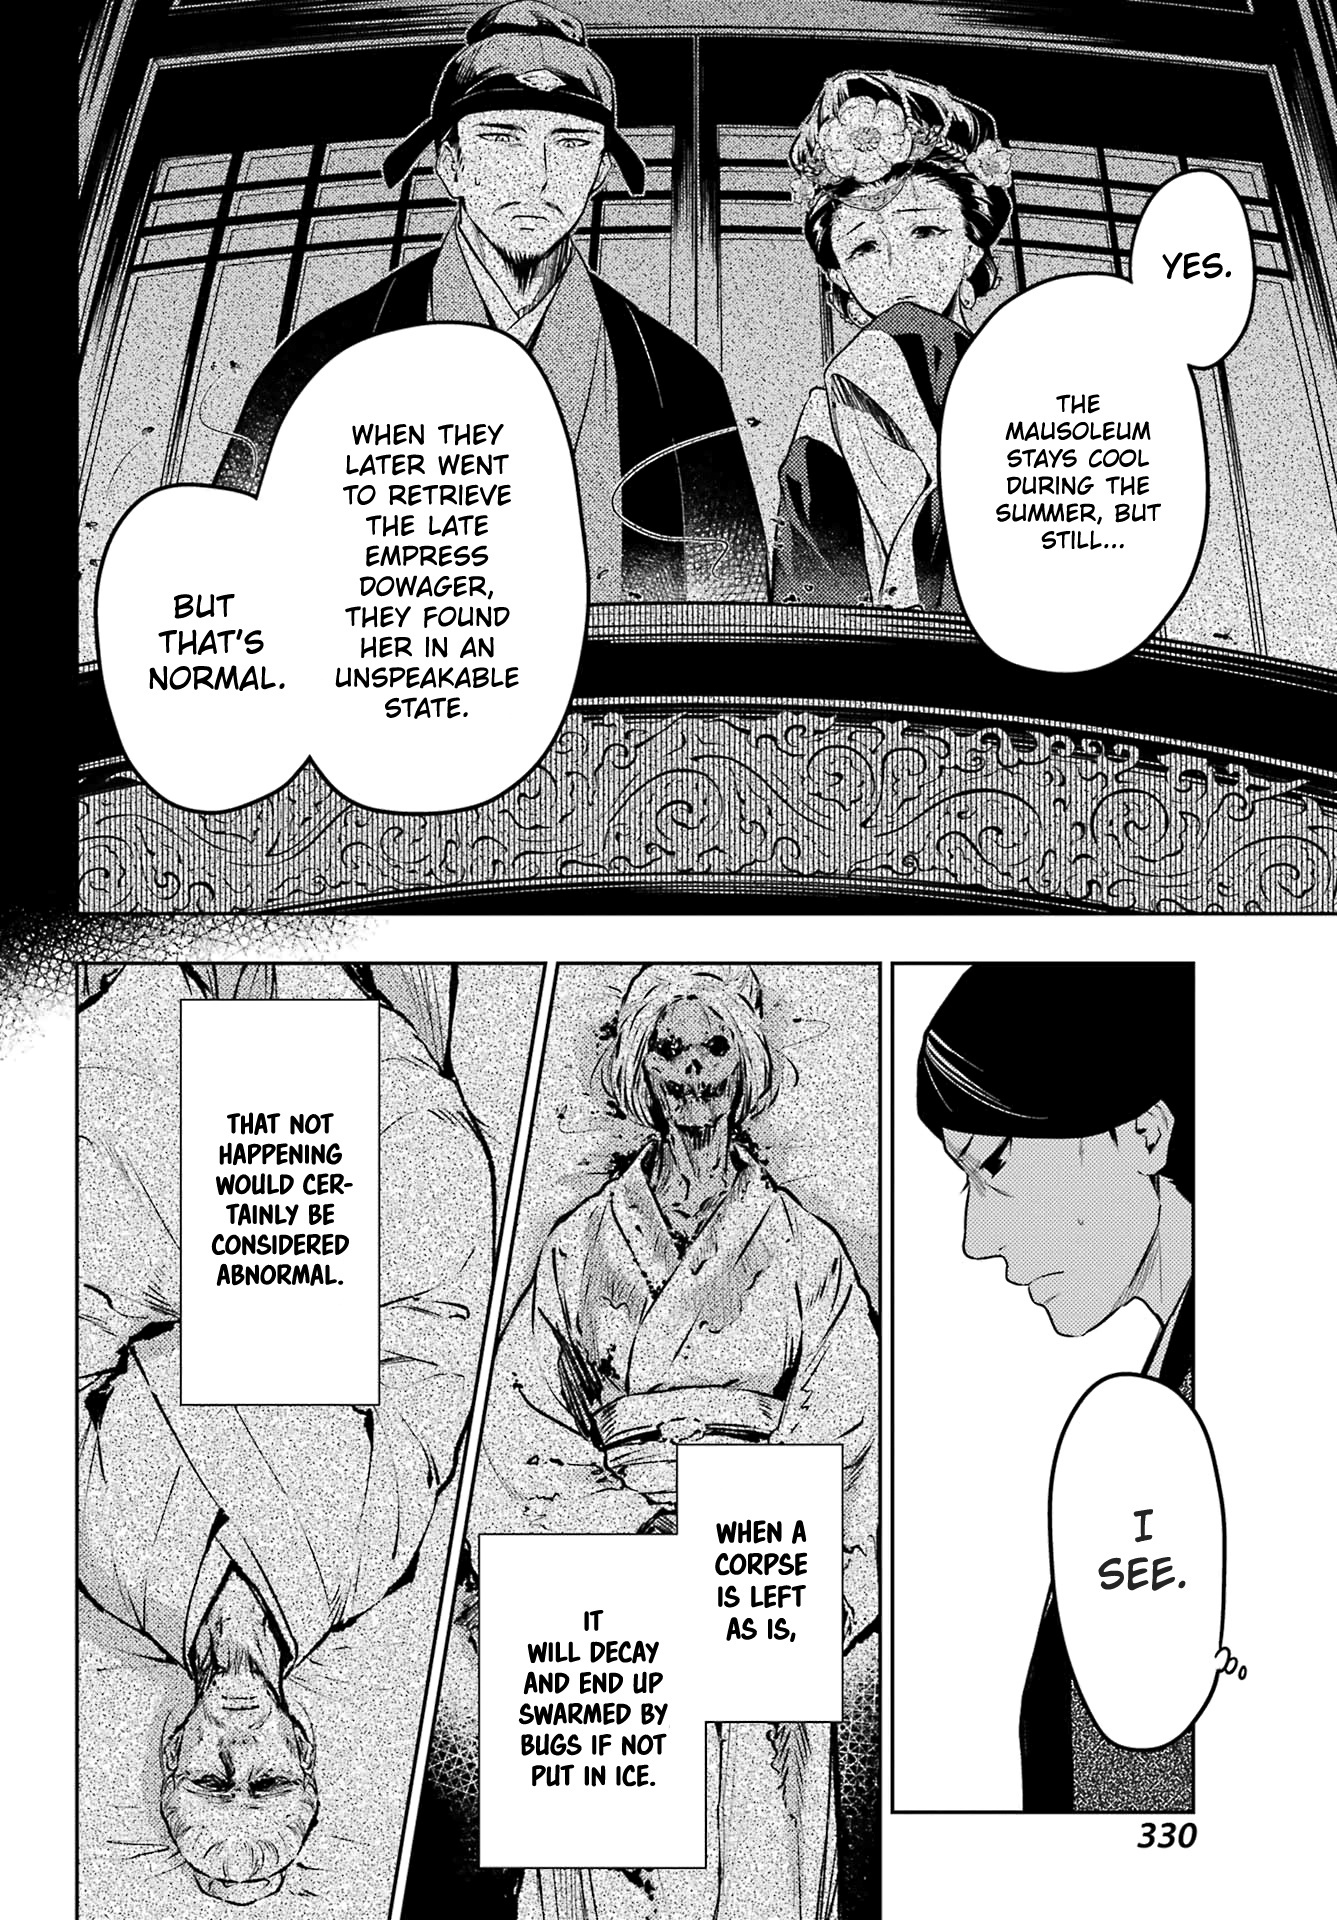 YES.
THE
MAUSOLEUM
STAYS COOL
DURING THE
SUMMER, BUT
STILL...
WHEN THEY
LATER WENT
TO RETRIEVE
THE LATE
EMPRESS
DOWAGER,
THEY FOUND
HER IN AN
UNSPEAKABLE
STATE.
BUT
THAT'S
NORMAL.
I
SEE.
WHEN A
CORPSE
IS LEFT
AS IS,
IT
WILL DECAY
AND END UP
SWARMED BY
BUGS IF NOT
PUT IN ICE.
THAT NOT
HAPPENING
WOULD CER-
TAINLY BE
CONSIDERED
ABNORMAL.
330